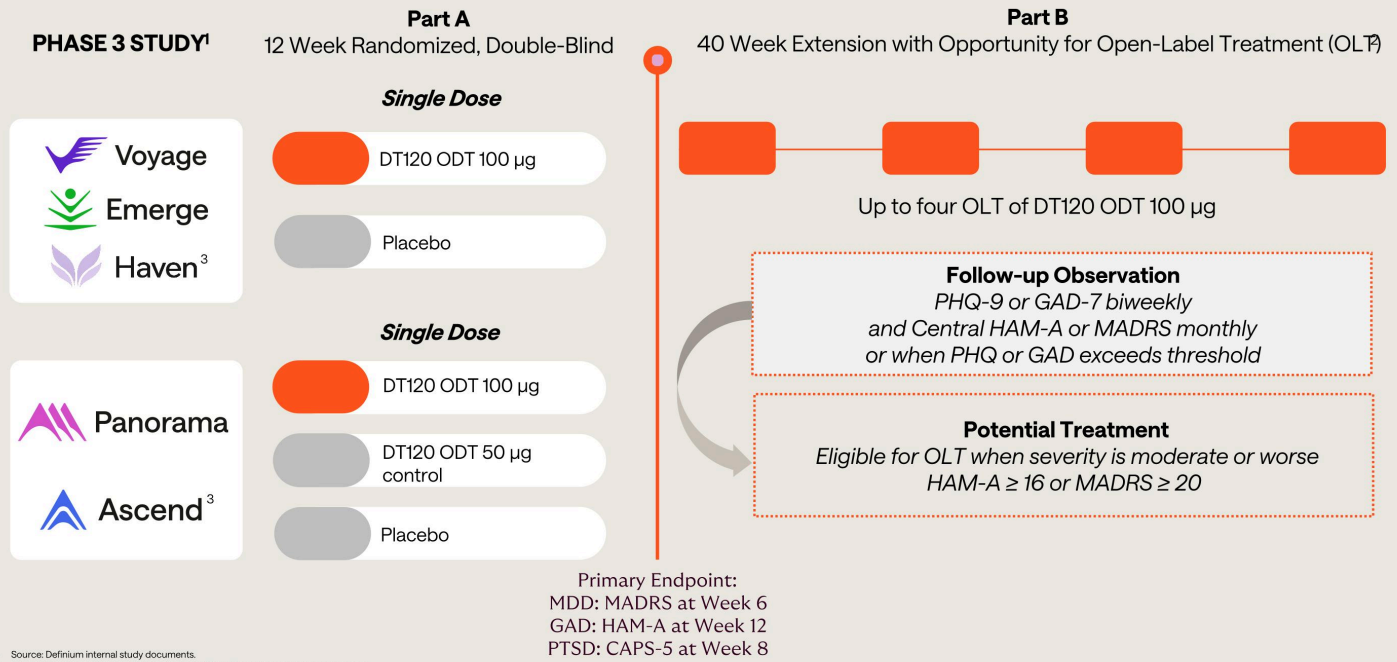 PHASE 3 STUDY¹
Part A
12 Week Randomized, Double-Blind
Part B
40 Week Extension with Opportunity for Open-Label Treatment (OLT)²
Voyage
Emerge
Haven³
Single Dose
DT120 ODT 100 µg
Placebo
Panorama
Ascend³
Single Dose
DT120 ODT 100 µg
DT120 ODT 50 µg
control
Placebo
Up to four OLT of DT120 ODT 100 µg
Follow-up Observation
PHQ-9 or GAD-7 biweekly
and Central HAM-A or MADRS monthly
or when PHQ or GAD exceeds threshold
Potential Treatment
Eligible for OLT when severity is moderate or worse
HAM-A ≥ 16 or MADRS ≥ 20
Primary Endpoint:
MDD: MADRS at Week 6
GAD: HAM-A at Week 12
PTSD: CAPS-5 at Week 8
Source: Definium internal study documents.